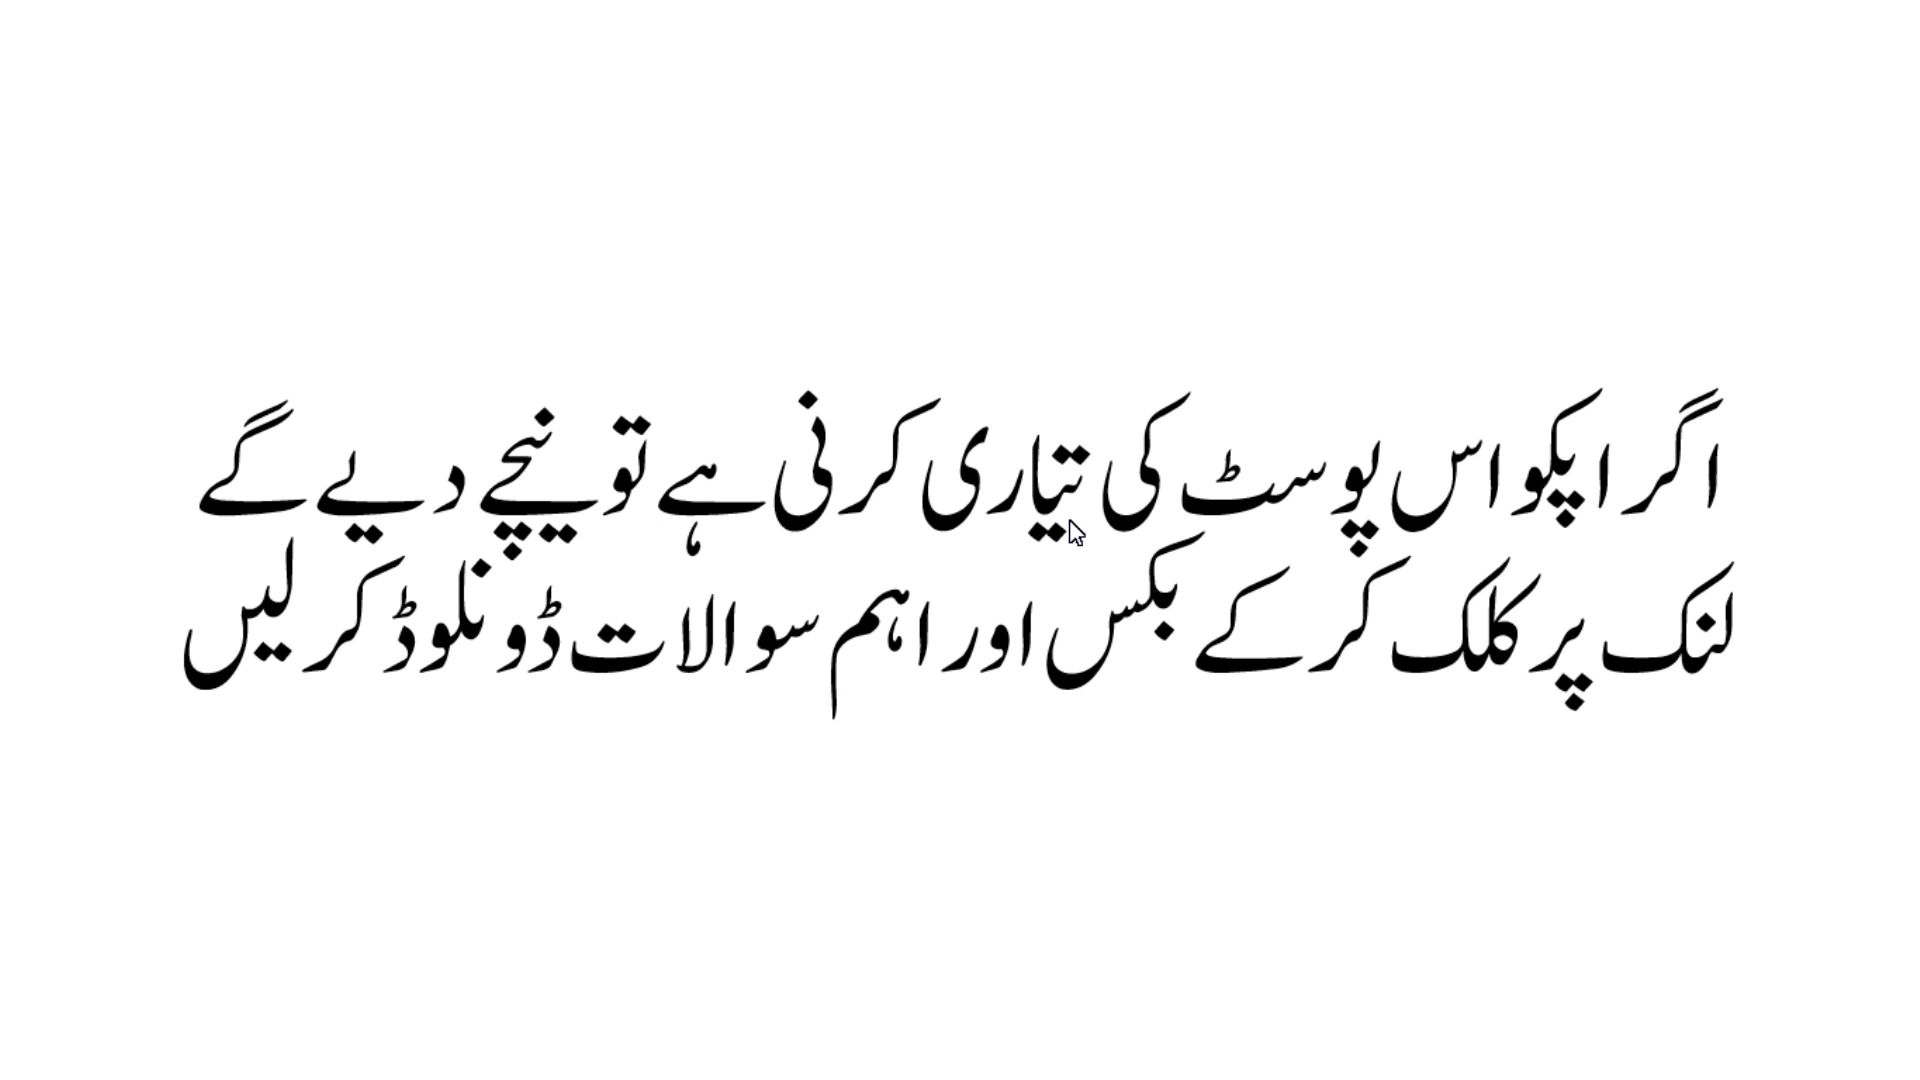 اگر اپکو اس پوسٹ کی تیاری کرنی ہے تو نیچے دیے گے
لنک پر کلک کر کے بکس اور اہم سوالات ڈونلوڈ کر لیں